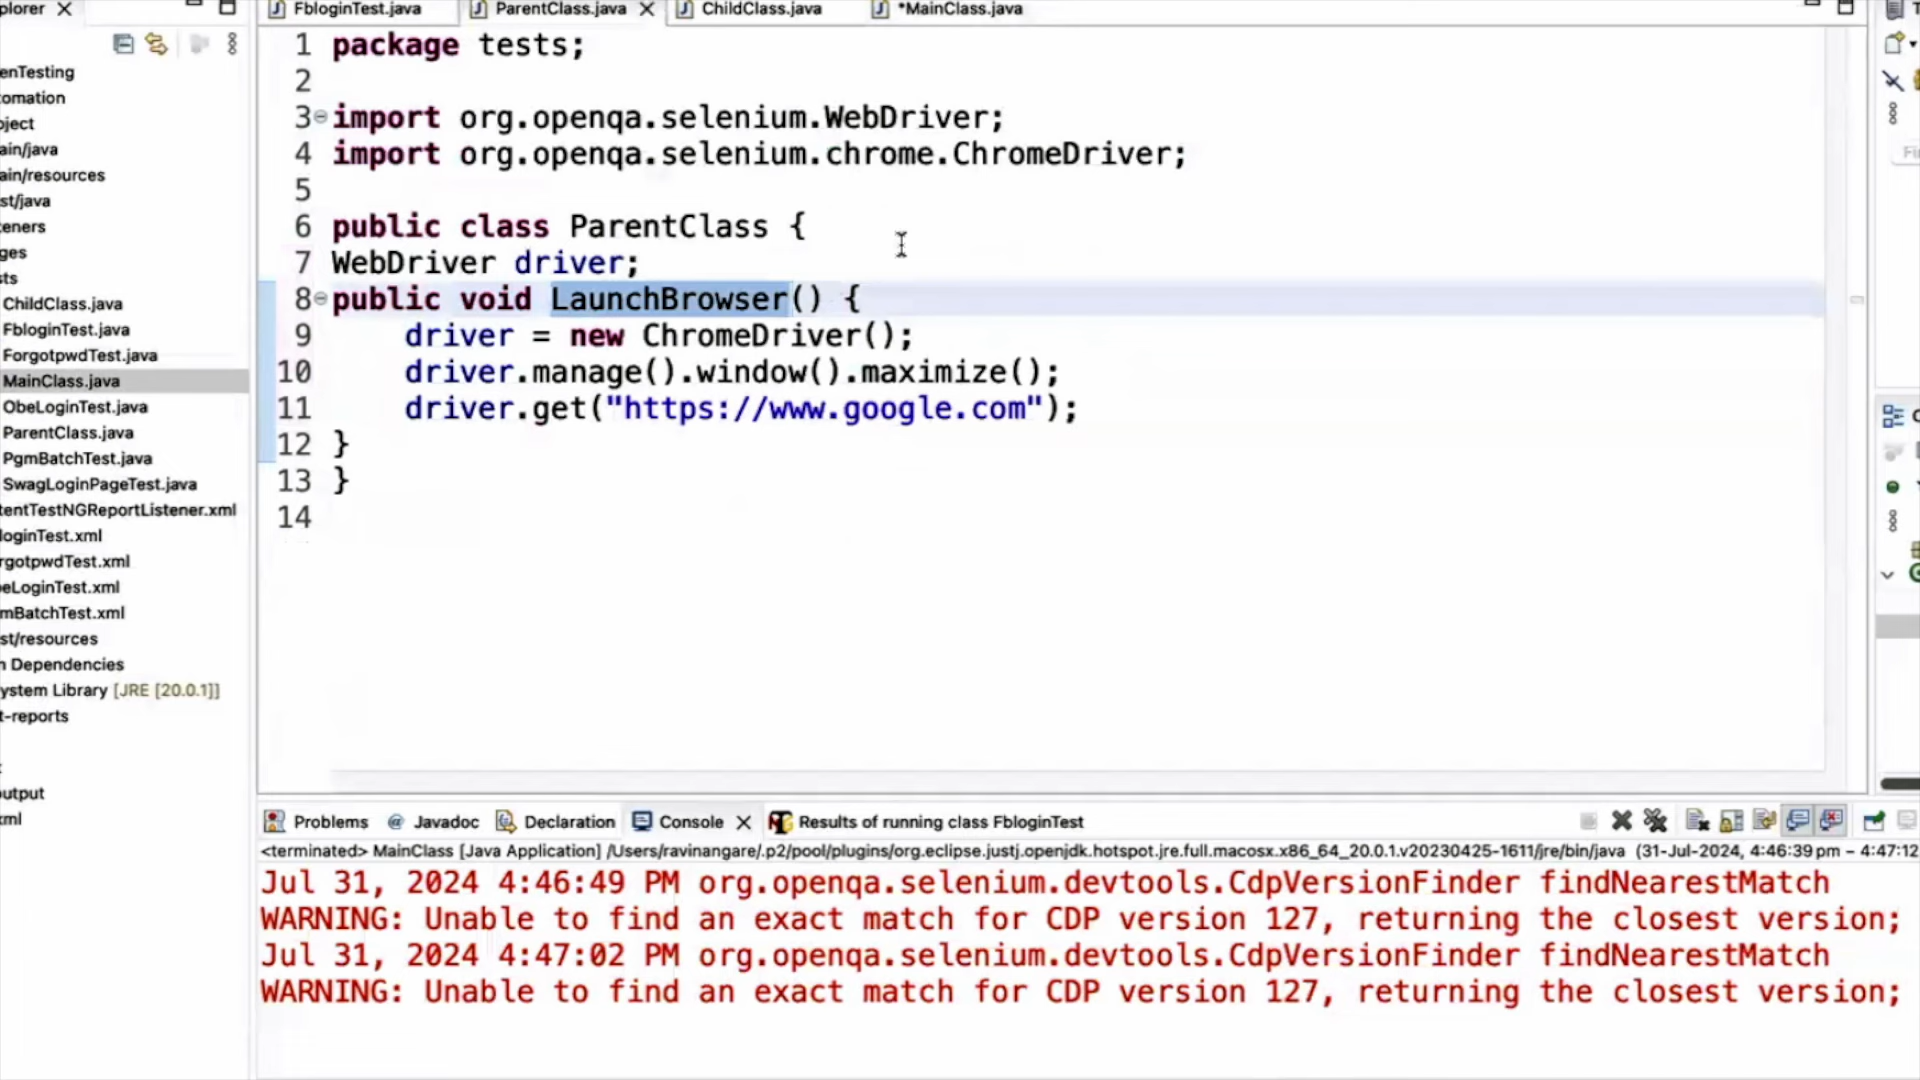 plorer
FbloginTest.java ParentClass.java ChildClass.java *MainClass.java
enTesting
omation
oject
ain/java
ain/resources
st/java
eners
ges
sts
ChildClass.java
FbloginTest.java
ForgotpwdTest.java
MainClass.java
ObeLoginTest.java
ParentClass.java
PgmBatchTest.java
SwagLoginPageTest.java
tentTestNGReportListener.xml
loginTest.xml
rgotpwdTest.xml
eLoginTest.xml
mBatchTest.xml
st/resources
n Dependencies
ystem Library [JRE [20.0.1]]
t-reports
utput
ml
1 package tests;
2
3 import org.openqa.selenium.WebDriver;
4 import org.openqa.selenium.chrome.ChromeDriver;
5
6 public class ParentClass {
7 WebDriver driver;
8 public void LaunchBrowser() {
9 driver = new ChromeDriver();
10 driver.manage().window().maximize();
11 driver.get("https://www.google.com");
12 }
13 }
14
Problems @ Javadoc Declaration Console Results of running class FbloginTest
<terminated> MainClass [Java Application] /Users/ravinangare/.p2/pool/plugins/org.eclipse.justj.openjdk.hotspot.jre.full.macosx.x86_64_20.0.1.v20230425-1611/jre/bin/java (31-Jul-2024, 4:46:39 pm – 4:47:12
Jul 31, 2024 4:46:49 PM org.openqa.selenium.devtools.CdpVersionFinder findNearestMatch
WARNING: Unable to find an exact match for CDP version 127, returning the closest version;
Jul 31, 2024 4:47:02 PM org.openqa.selenium.devtools.CdpVersionFinder findNearestMatch
WARNING: Unable to find an exact match for CDP version 127, returning the closest version;